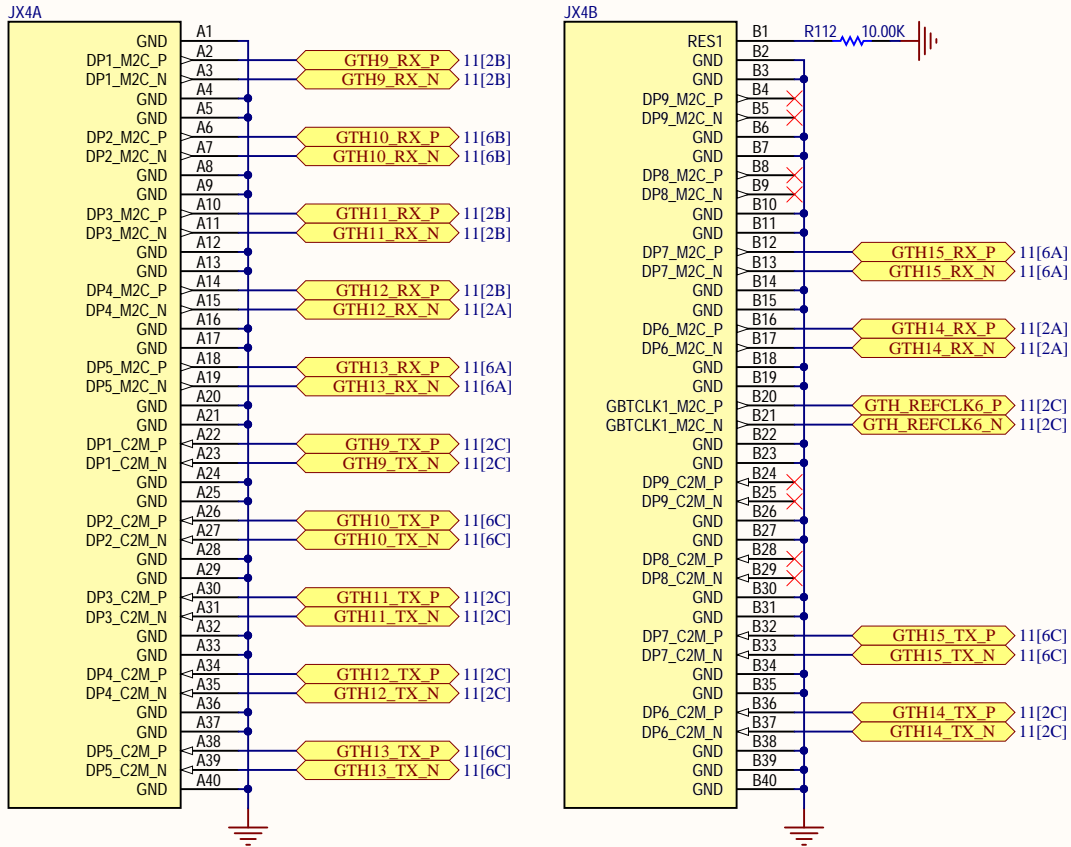 JX4A
GND A1
DP1_M2C_P A2 GTH9_RX_P 11[2B]
DP1_M2C_N A3 GTH9_RX_N 11[2B]
GND A4
GND A5
DP2_M2C_P A6 GTH10_RX_P 11[6B]
DP2_M2C_N A7 GTH10_RX_N 11[6B]
GND A8
GND A9
DP3_M2C_P A10 GTH11_RX_P 11[2B]
DP3_M2C_N A11 GTH11_RX_N 11[2B]
GND A12
GND A13
DP4_M2C_P A14 GTH12_RX_P 11[2B]
DP4_M2C_N A15 GTH12_RX_N 11[2A]
GND A16
GND A17
DP5_M2C_P A18 GTH13_RX_P 11[6A]
DP5_M2C_N A19 GTH13_RX_N 11[6A]
GND A20
GND A21
DP1_C2M_P A22 GTH9_TX_P 11[2C]
DP1_C2M_N A23 GTH9_TX_N 11[2C]
GND A24
GND A25
DP2_C2M_P A26 GTH10_TX_P 11[6C]
DP2_C2M_N A27 GTH10_TX_N 11[6C]
GND A28
GND A29
DP3_C2M_P A30 GTH11_TX_P 11[2C]
DP3_C2M_N A31 GTH11_TX_N 11[2C]
GND A32
GND A33
DP4_C2M_P A34 GTH12_TX_P 11[2C]
DP4_C2M_N A35 GTH12_TX_N 11[2C]
GND A36
GND A37
DP5_C2M_P A38 GTH13_TX_P 11[6C]
DP5_C2M_N A39 GTH13_TX_N 11[6C]
GND A40
JX4B
RES1 B1 R112 10.00K
GND B2
GND B3
DP9_M2C_P B4
DP9_M2C_N B5
GND B6
GND B7
DP8_M2C_P B8
DP8_M2C_N B9
GND B10
GND B11
DP7_M2C_P B12 GTH15_RX_P 11[6A]
DP7_M2C_N B13 GTH15_RX_N 11[6A]
GND B14
GND B15
DP6_M2C_P B16 GTH14_RX_P 11[2A]
DP6_M2C_N B17 GTH14_RX_N 11[2A]
GND B18
GND B19
GBTCLK1_M2C_P B20 GTH_REFCLK6_P 11[2C]
GBTCLK1_M2C_N B21 GTH_REFCLK6_N 11[2C]
GND B22
GND B23
DP9_C2M_P B24
DP9_C2M_N B25
GND B26
GND B27
DP8_C2M_P B28
DP8_C2M_N B29
GND B30
GND B31
DP7_C2M_P B32 GTH15_TX_P 11[6C]
DP7_C2M_N B33 GTH15_TX_N 11[6C]
GND B34
GND B35
DP6_C2M_P B36 GTH14_TX_P 11[2C]
DP6_C2M_N B37 GTH14_TX_N 11[2C]
GND B38
GND B39
GND B40